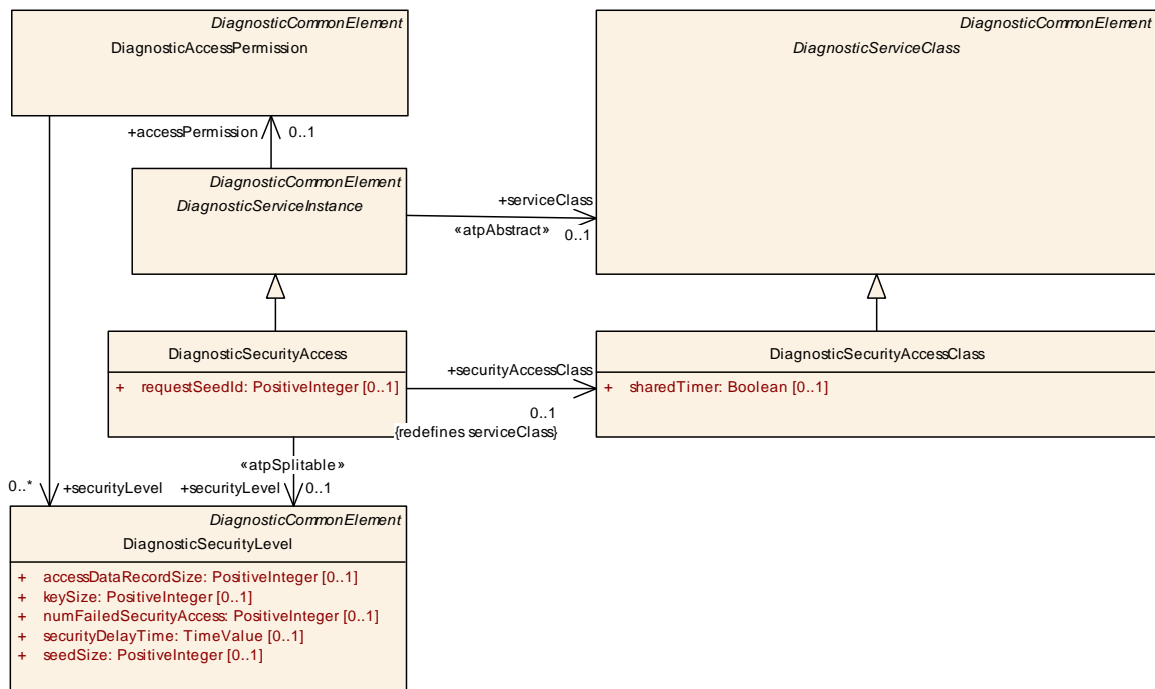 DiagnosticCommonElement
DiagnosticAccessPermission
DiagnosticCommonElement
DiagnosticServiceClass
+accessPermission
0..1
DiagnosticCommonElement
DiagnosticServiceInstance
+serviceClass
«atpAbstract»
0..1
DiagnosticSecurityAccess
+ requestSeedId: PositiveInteger [0..1]
+securityAccessClass
0..1
{redefines serviceClass}
DiagnosticSecurityAccessClass
+ sharedTimer: Boolean [0..1]
«atpSplitable»
0..*
+securityLevel
+securityLevel
0..1
DiagnosticCommonElement
DiagnosticSecurityLevel
+ accessDataRecordSize: PositiveInteger [0..1]
+ keySize: PositiveInteger [0..1]
+ numFailedSecurityAccess: PositiveInteger [0..1]
+ securityDelayTime: TimeValue [0..1]
+ seedSize: PositiveInteger [0..1]